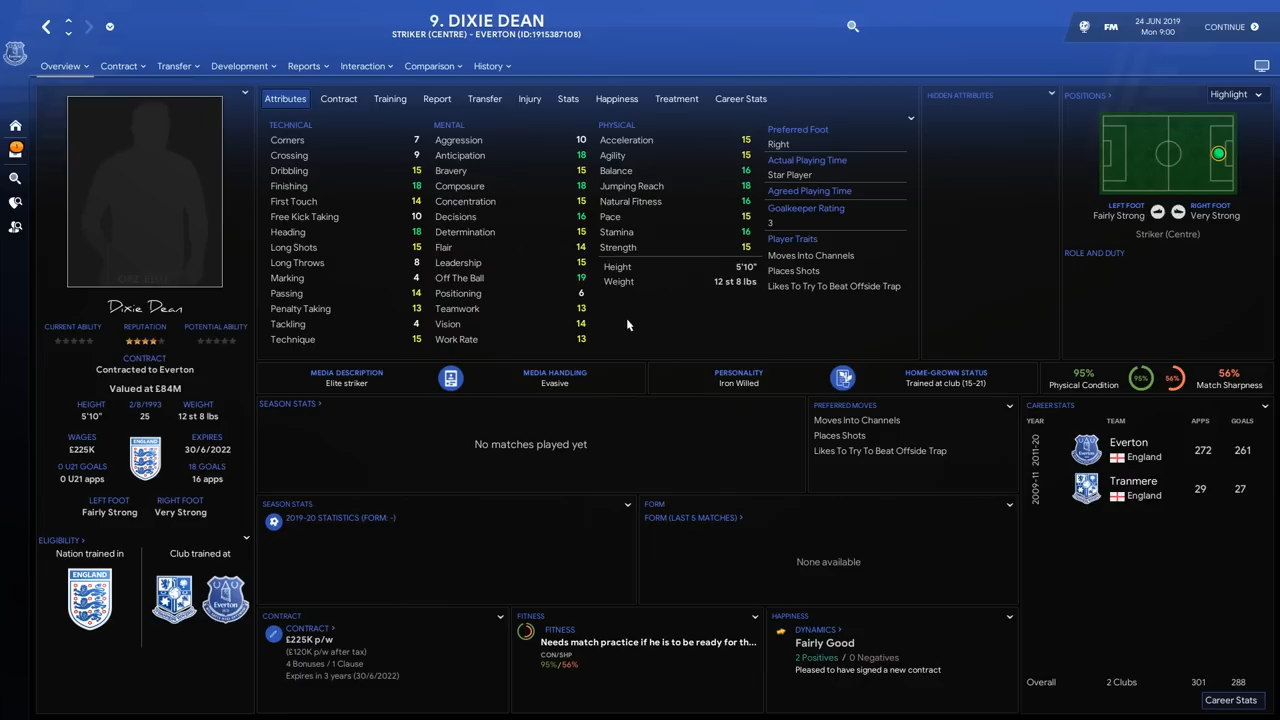 9. DIXIE DEAN
STRIKER (CENTRE) - EVERTON (ID:1915387108)
FM
24 JUN 2019
Mon 9:00
CONTINUE
Overview
Contract
Transfer
Development
Reports
Interaction
Comparison
History
Attributes
Contract
Training
Report
Transfer
Injury
Stats
Happiness
Treatment
Career Stats
TECHNICAL
Corners 7
Crossing 9
Dribbling 15
Finishing 18
First Touch 14
Free Kick Taking 10
Heading 18
Long Shots 15
Long Throws 8
Marking 4
Passing 14
Penalty Taking 13
Tackling 4
Technique 15
MENTAL
Aggression 10
Anticipation 18
Bravery 15
Composure 18
Concentration 15
Decisions 16
Determination 15
Flair 14
Leadership 15
Off The Ball 19
Positioning 6
Teamwork 13
Vision 14
Work Rate 13
PHYSICAL
Acceleration 15
Agility 15
Balance 16
Jumping Reach 18
Natural Fitness 16
Pace 15
Stamina 16
Strength 15
Height 5'10"
Weight 12 st 8 lbs
Preferred Foot
Right
Actual Playing Time
Star Player
Agreed Playing Time
Goalkeeper Rating
3
Player Traits
Moves Into Channels
Places Shots
Likes To Try To Beat Offside Trap
HIDDEN ATTRIBUTES
POSITIONS >
Highlight
LEFT FOOT
Fairly Strong
RIGHT FOOT
Very Strong
Striker (Centre)
ROLE AND DUTY
Dixie Dean
CURRENT ABILITY
REPUTATION
POTENTIAL ABILITY
CONTRACT
Contracted to Everton
Valued at £84M
HEIGHT
5'10"
2/8/1993
25
WEIGHT
12 st 8 lbs
WAGES
£225K
EXPIRES
30/6/2022
0 U21 GOALS
0 U21 apps
18 GOALS
16 apps
LEFT FOOT
Fairly Strong
RIGHT FOOT
Very Strong
ELIGIBILITY >
Nation trained in
Club trained at
ENGLAND
Everton
MEDIA DESCRIPTION
Elite striker
MEDIA HANDLING
Evasive
PERSONALITY
Iron Willed
HOME-GROWN STATUS
Trained at club (15-21)
95%
Physical Condition
95%
56%
56%
Match Sharpness
SEASON STATS >
No matches played yet
PREFERRED MOVES
Moves Into Channels
Places Shots
Likes To Try To Beat Offside Trap
CAREER STATS
YEAR TEAM APPS GOALS
2011-20 Everton England 272 261
2009-11 Tranmere England 29 27
Overall 2 Clubs 301 288
Career Stats
SEASON STATS
2019-20 STATISTICS (FORM: -)
FORM
FORM (LAST 5 MATCHES) >
None available
CONTRACT
CONTRACT >
£225K p/w
(£120K p/w after tax)
4 Bonuses / 1 Clause
Expires in 3 years (30/6/2022)
FITNESS
FITNESS
Needs match practice if he is to be ready for th...
CON/SHP
95%/56%
HAPPINESS
DYNAMICS >
Fairly Good
2 Positives / 0 Negatives
Pleased to have signed a new contract